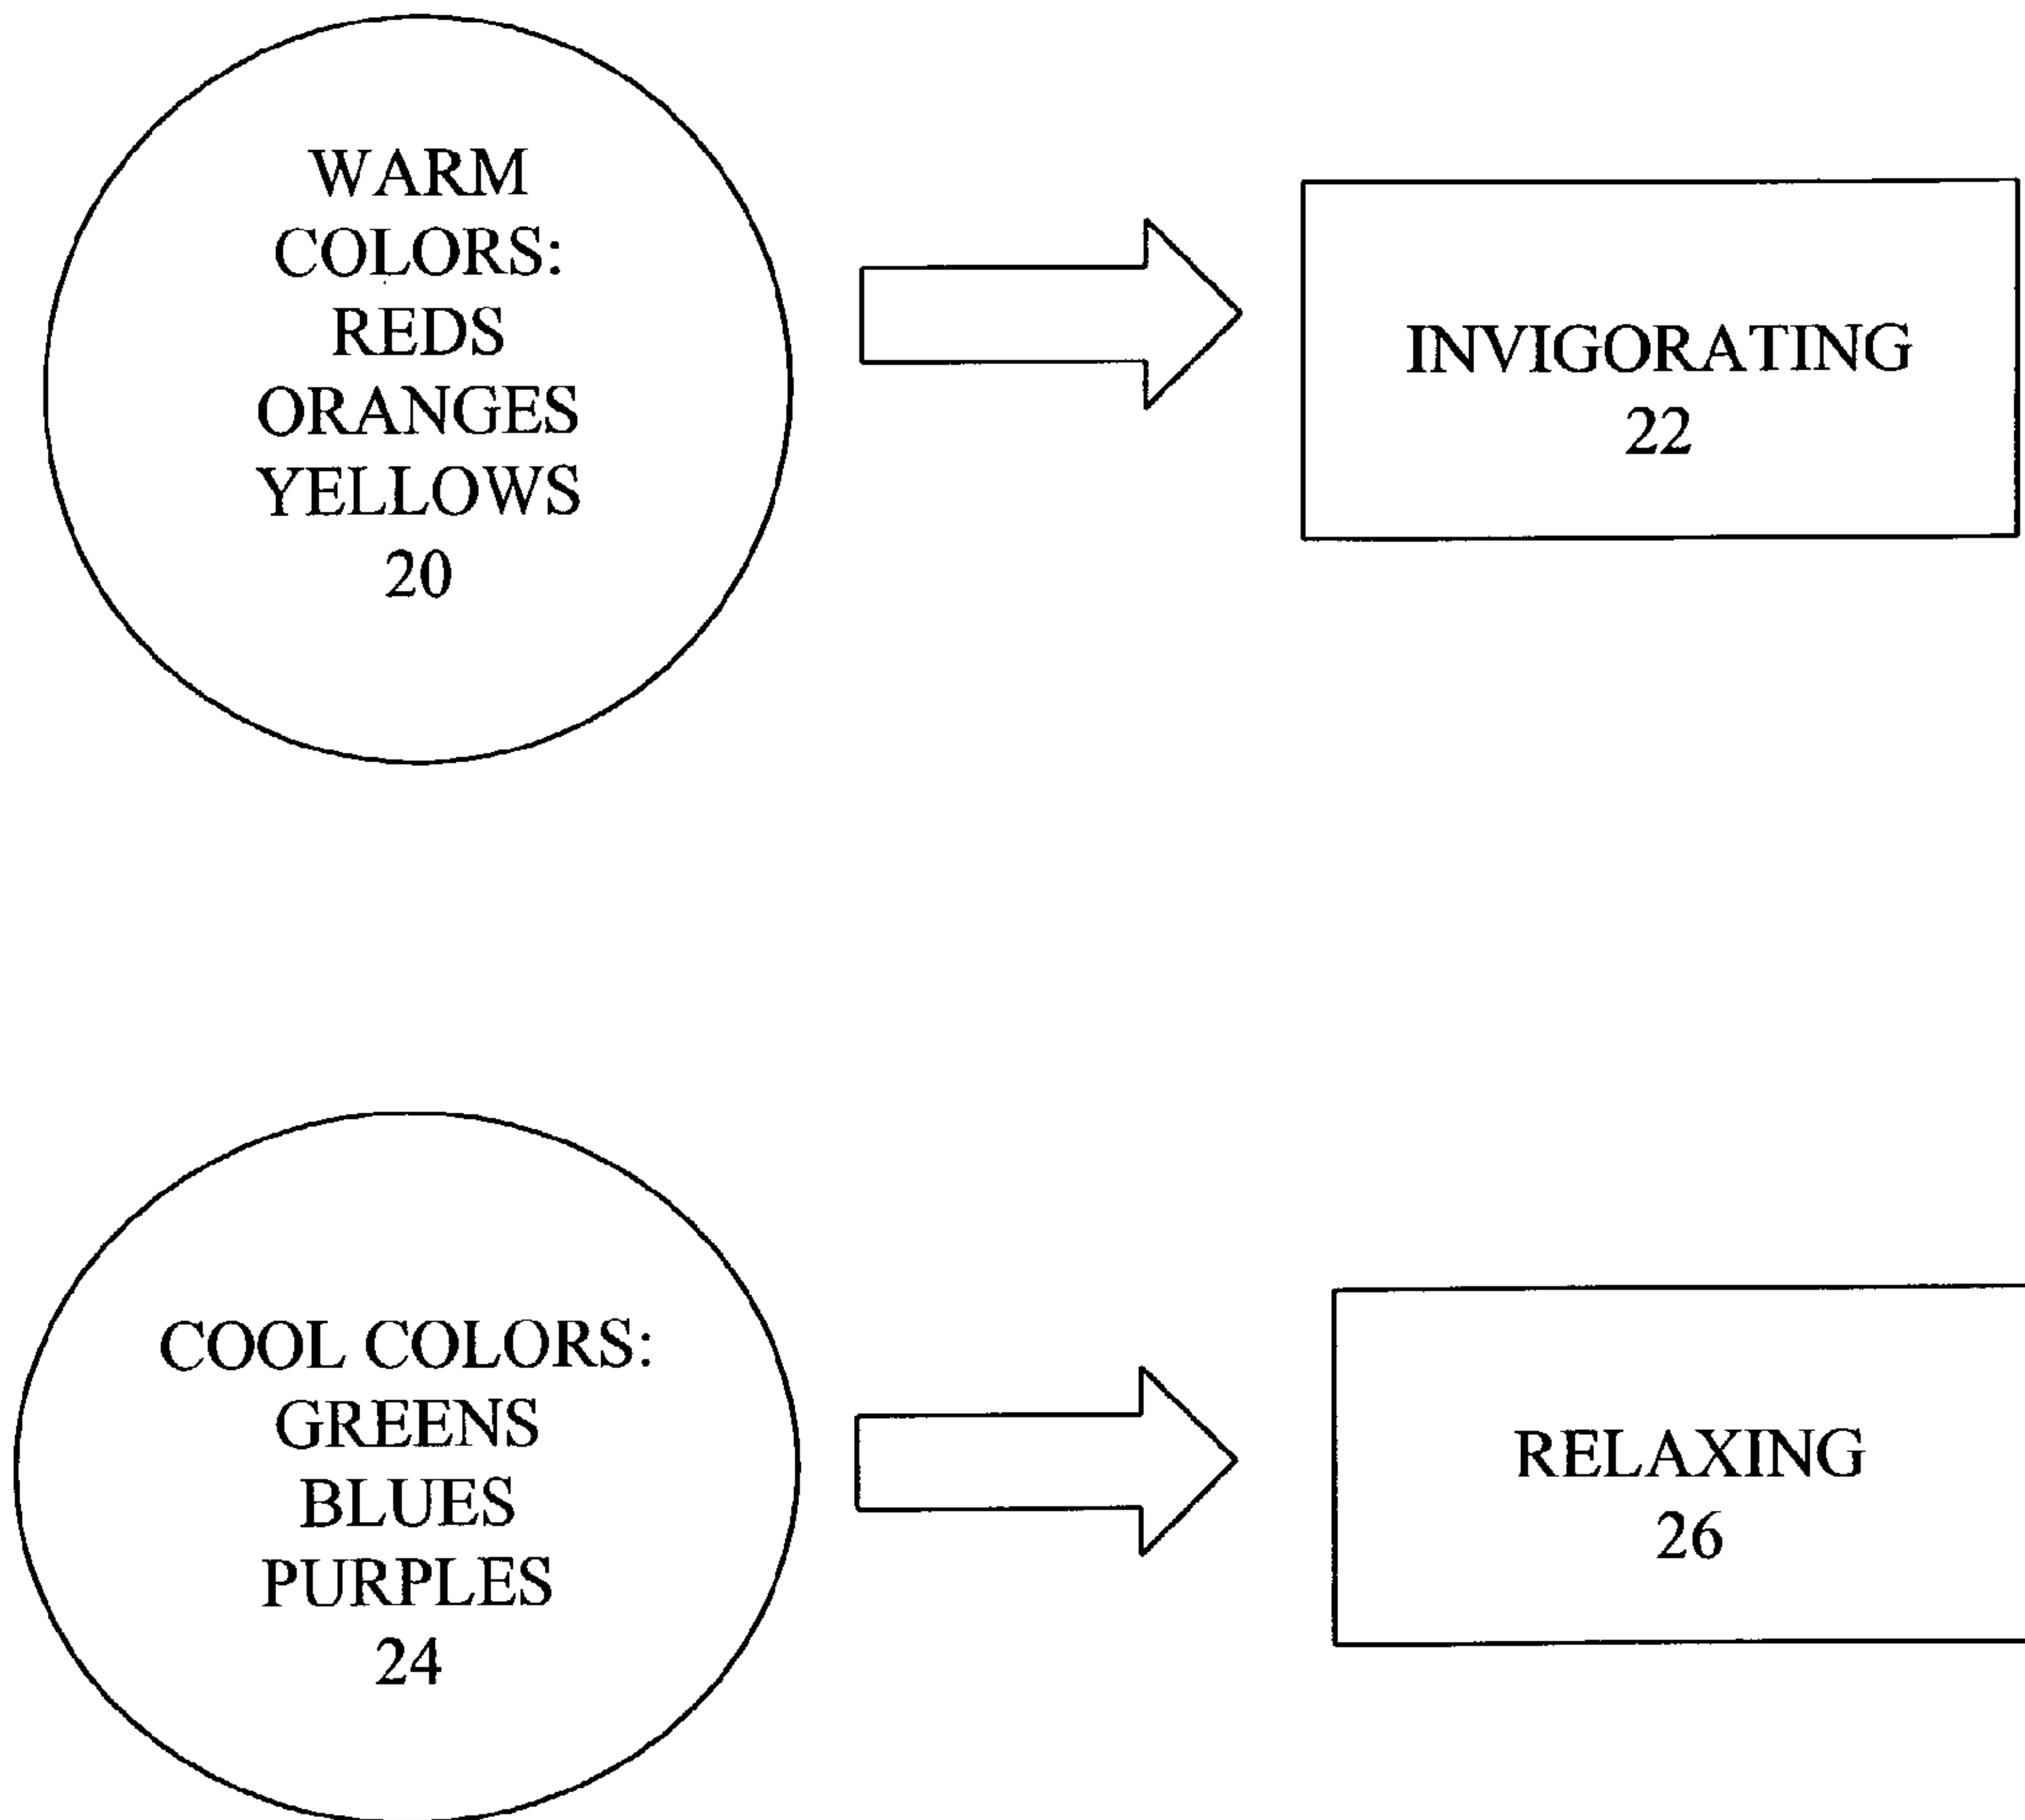 WARM
COLORS:
REDS
ORANGES
YELLOWS
20
INVIGORATING
22
COOL COLORS:
GREENS
BLUES
PURPLES
24
RELAXING
26